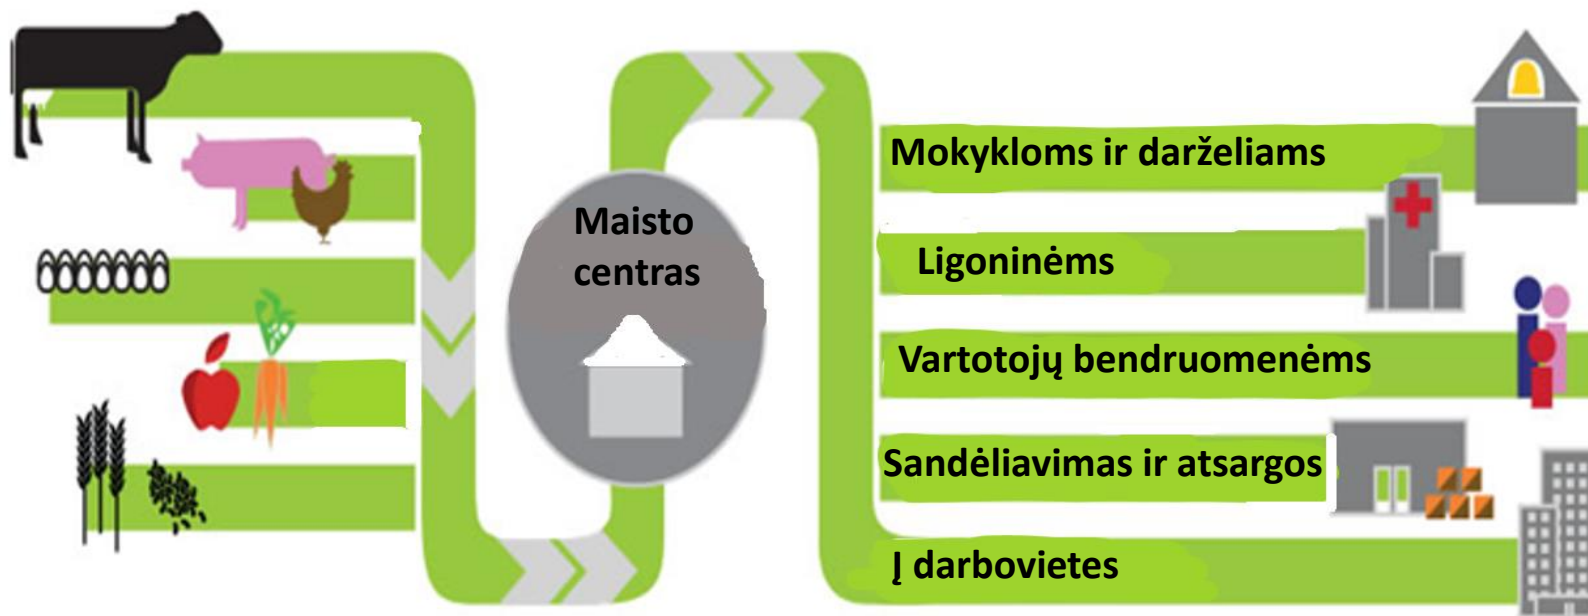 Maisto
centras
Mokykloms ir darželiams
Ligoninėms
Vartotojų bendruomenėms
Sandėliavimas ir atsargos
Į darbovietes